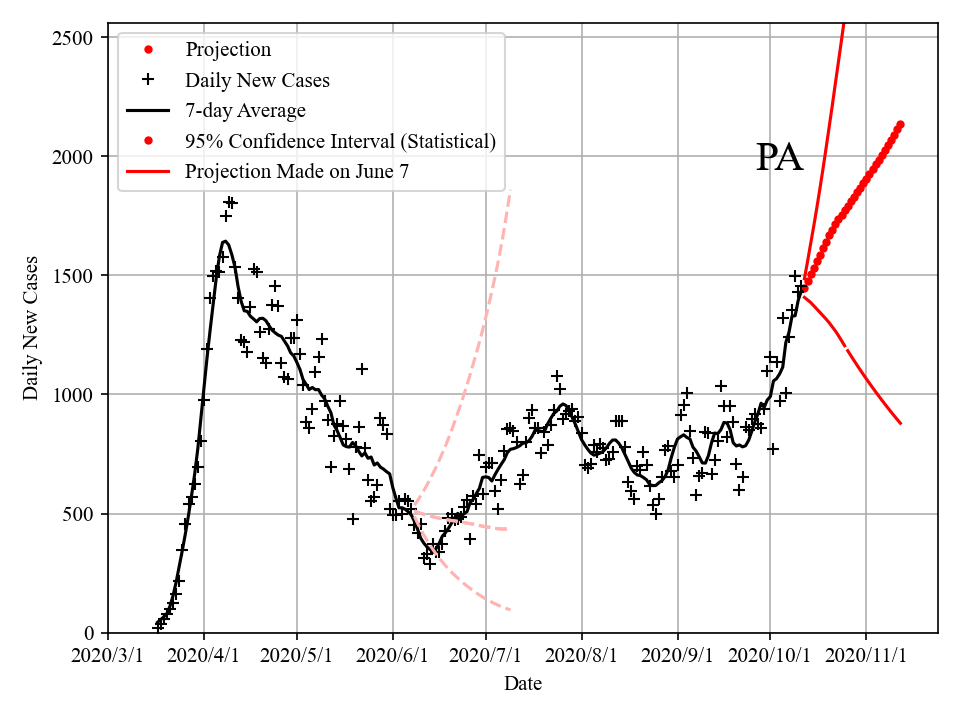 2500
2000
1500
1000
500
0
Daily New Cases
Projection
Daily New Cases
7-day Average
95% Confidence Interval (Statistical)
Projection Made on June 7
PA
2020/3/1 2020/4/1 2020/5/1 2020/6/1 2020/7/1 2020/8/1 2020/9/1 2020/10/1 2020/11/1
Date